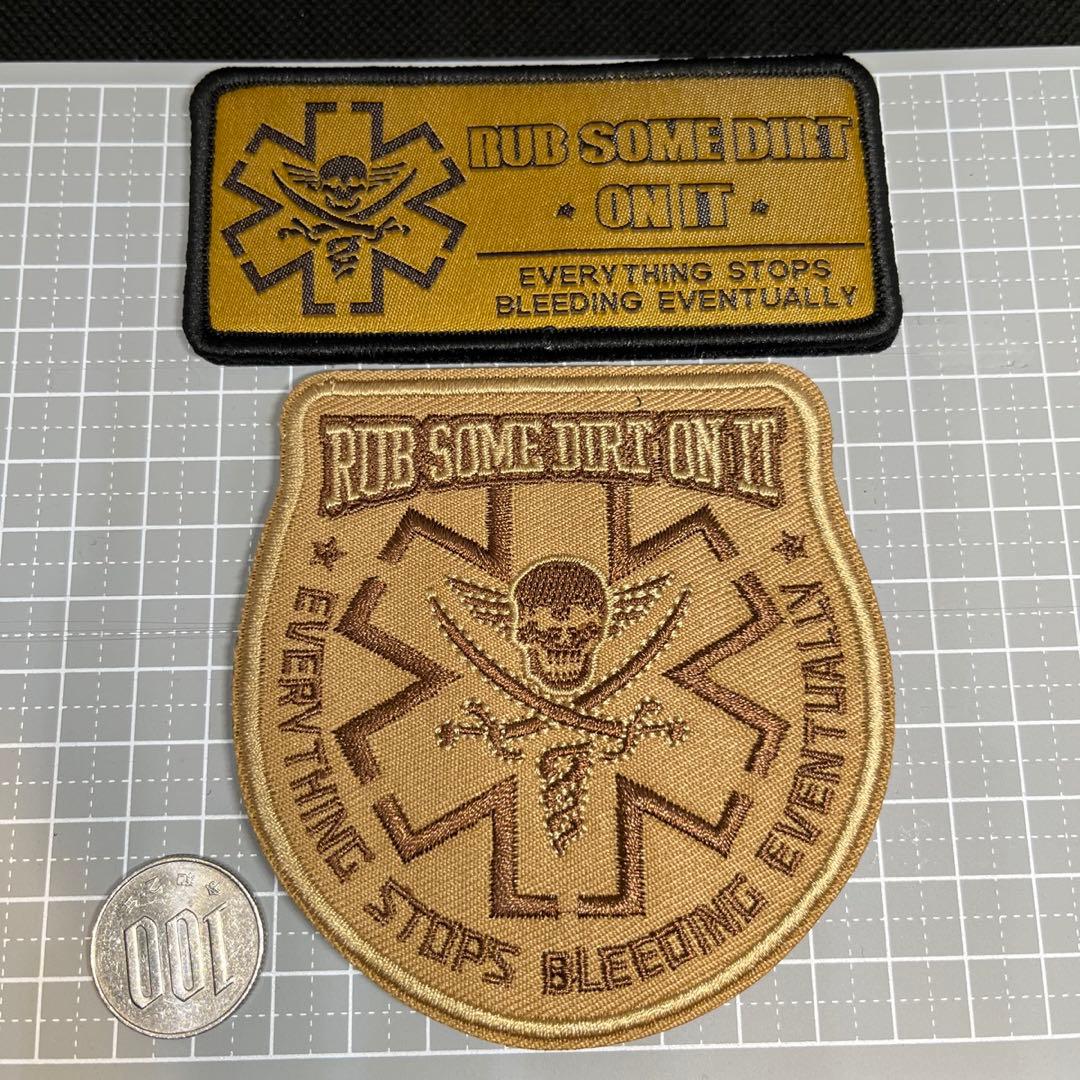 RUB SOME DIRT
ON IT
EVERYTHING STOPS
BLEEDING EVENTUALLY
RUB SOME DIRT ON IT
EVERYTHING STOPS BLEEDING EVENTUALLY
100